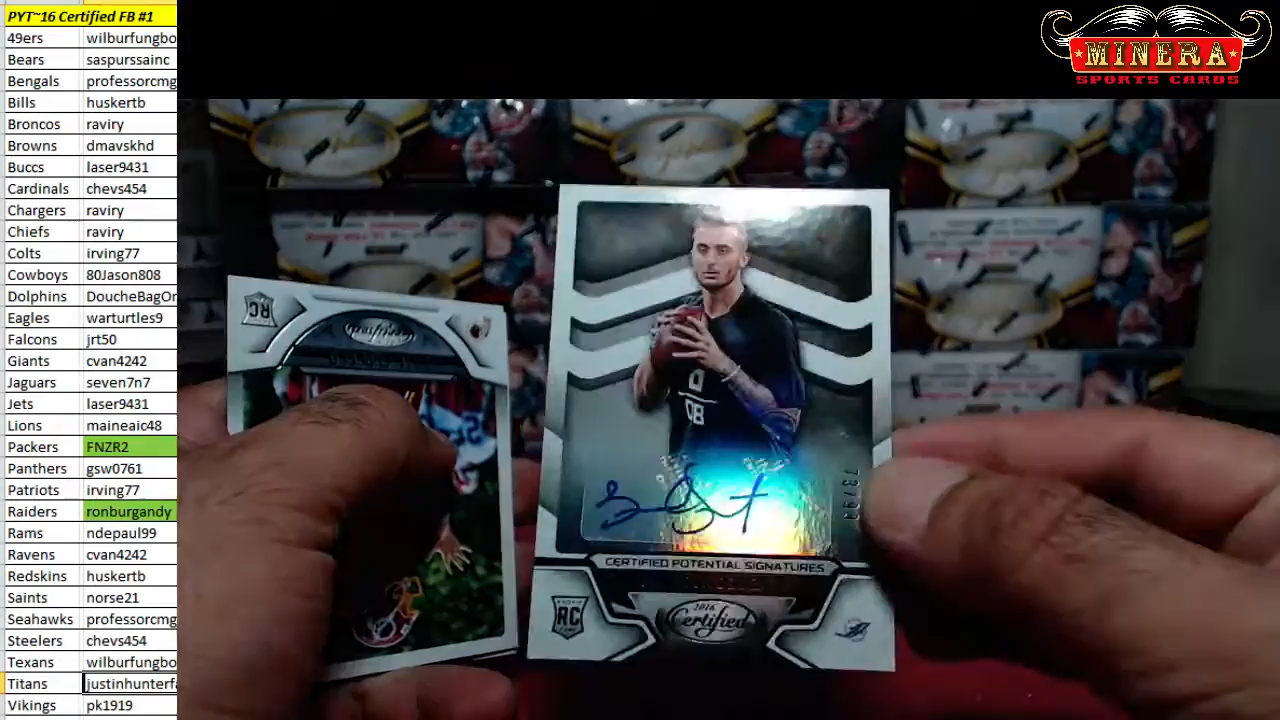 PYT~16 Certified FB #1
49ers wilburfungbo
Bears saspurssainc
Bengals professorcmg
Bills huskertb
Broncos raviry
Browns dmavskhd
Buccs laser9431
Cardinals chevs454
Chargers raviry
Chiefs raviry
Colts irving77
Cowboys 80Jason808
Dolphins DoucheBagOr
Eagles warturtles9
Falcons jrt50
Giants cvan4242
Jaguars seven7n7
Jets laser9431
Lions maineaic48
Packers FNZR2
Panthers gsw0761
Patriots irving77
Raiders ronburgandy
Rams ndepaul99
Ravens cvan4242
Redskins huskertb
Saints norse21
Seahawks professorcmg
Steelers chevs454
Texans wilburfungbo
Titans justinhunterfa
Vikings pk1919
MINERA
SPORTS CARDS
RC
QB
CERTIFIED POTENTIAL SIGNATURES
ROOKIE
RC
2016
Certified